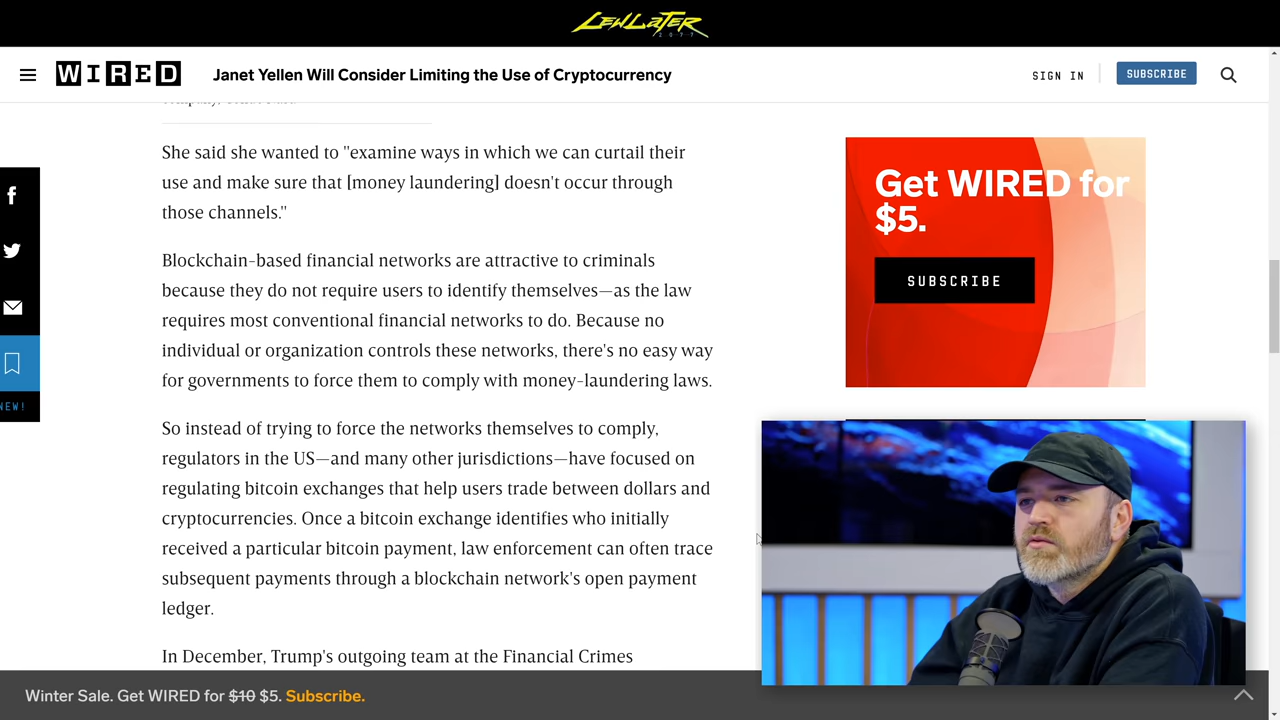 LEWLATER
2077
WIRED
Janet Yellen Will Consider Limiting the Use of Cryptocurrency
SIGN IN
SUBSCRIBE
She said she wanted to "examine ways in which we can curtail their
use and make sure that [money laundering] doesn't occur through
those channels."
Blockchain-based financial networks are attractive to criminals
because they do not require users to identify themselves—as the law
requires most conventional financial networks to do. Because no
individual or organization controls these networks, there's no easy way
for governments to force them to comply with money-laundering laws.
So instead of trying to force the networks themselves to comply,
regulators in the US—and many other jurisdictions—have focused on
regulating bitcoin exchanges that help users trade between dollars and
cryptocurrencies. Once a bitcoin exchange identifies who initially
received a particular bitcoin payment, law enforcement can often trace
subsequent payments through a blockchain network's open payment
ledger.
In December, Trump's outgoing team at the Financial Crimes
NEW!
Get WIRED for
$5.
SUBSCRIBE
Winter Sale. Get WIRED for $10 $5. Subscribe.